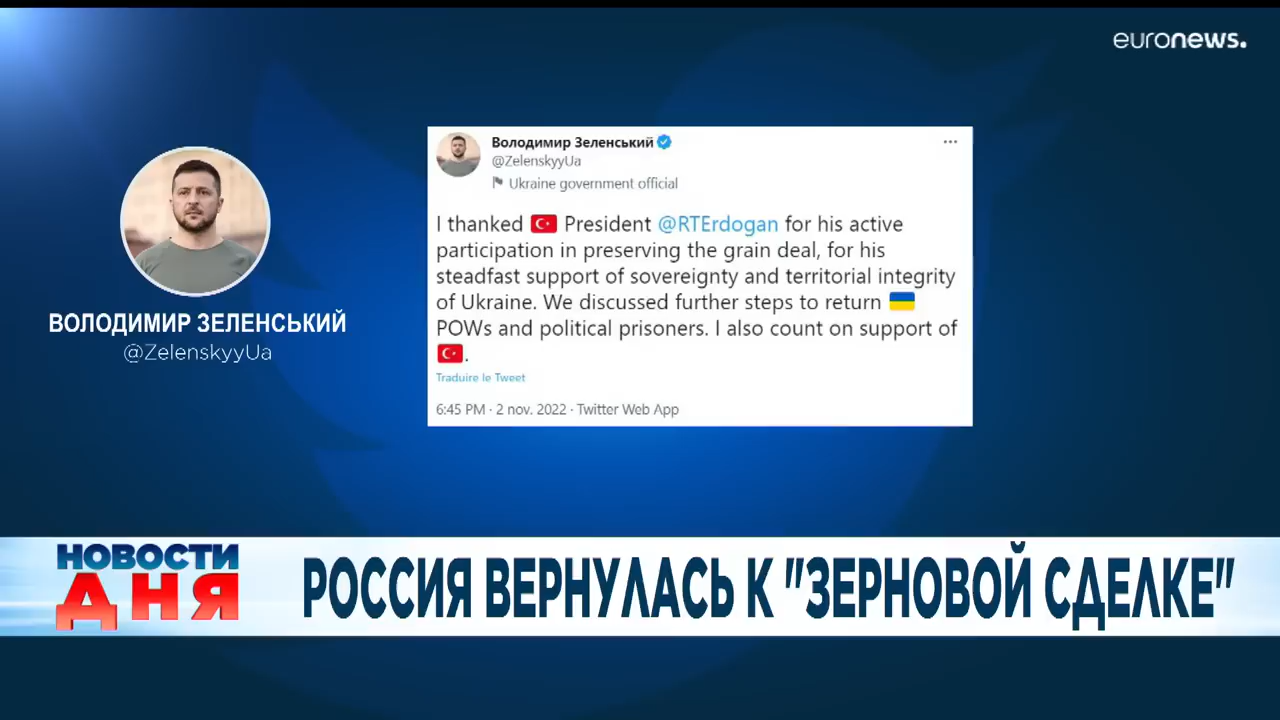 euronews.
Володимир Зеленський
@ZelenskyyUa
Ukraine government official
I thanked 🇹🇷 President @RTErdogan for his active
participation in preserving the grain deal, for his
steadfast support of sovereignty and territorial integrity
of Ukraine. We discussed further steps to return 🇺🇦
POWs and political prisoners. I also count on support of
🇹🇷.
Traduire le Tweet
6:45 PM · 2 nov. 2022 · Twitter Web App
ВОЛОДИМИР ЗЕЛЕНСЬКИЙ
@ZelenskyyUa
НОВОСТИ
ДНЯ
РОССИЯ ВЕРНУЛАСЬ К "ЗЕРНОВОЙ СДЕЛКЕ"